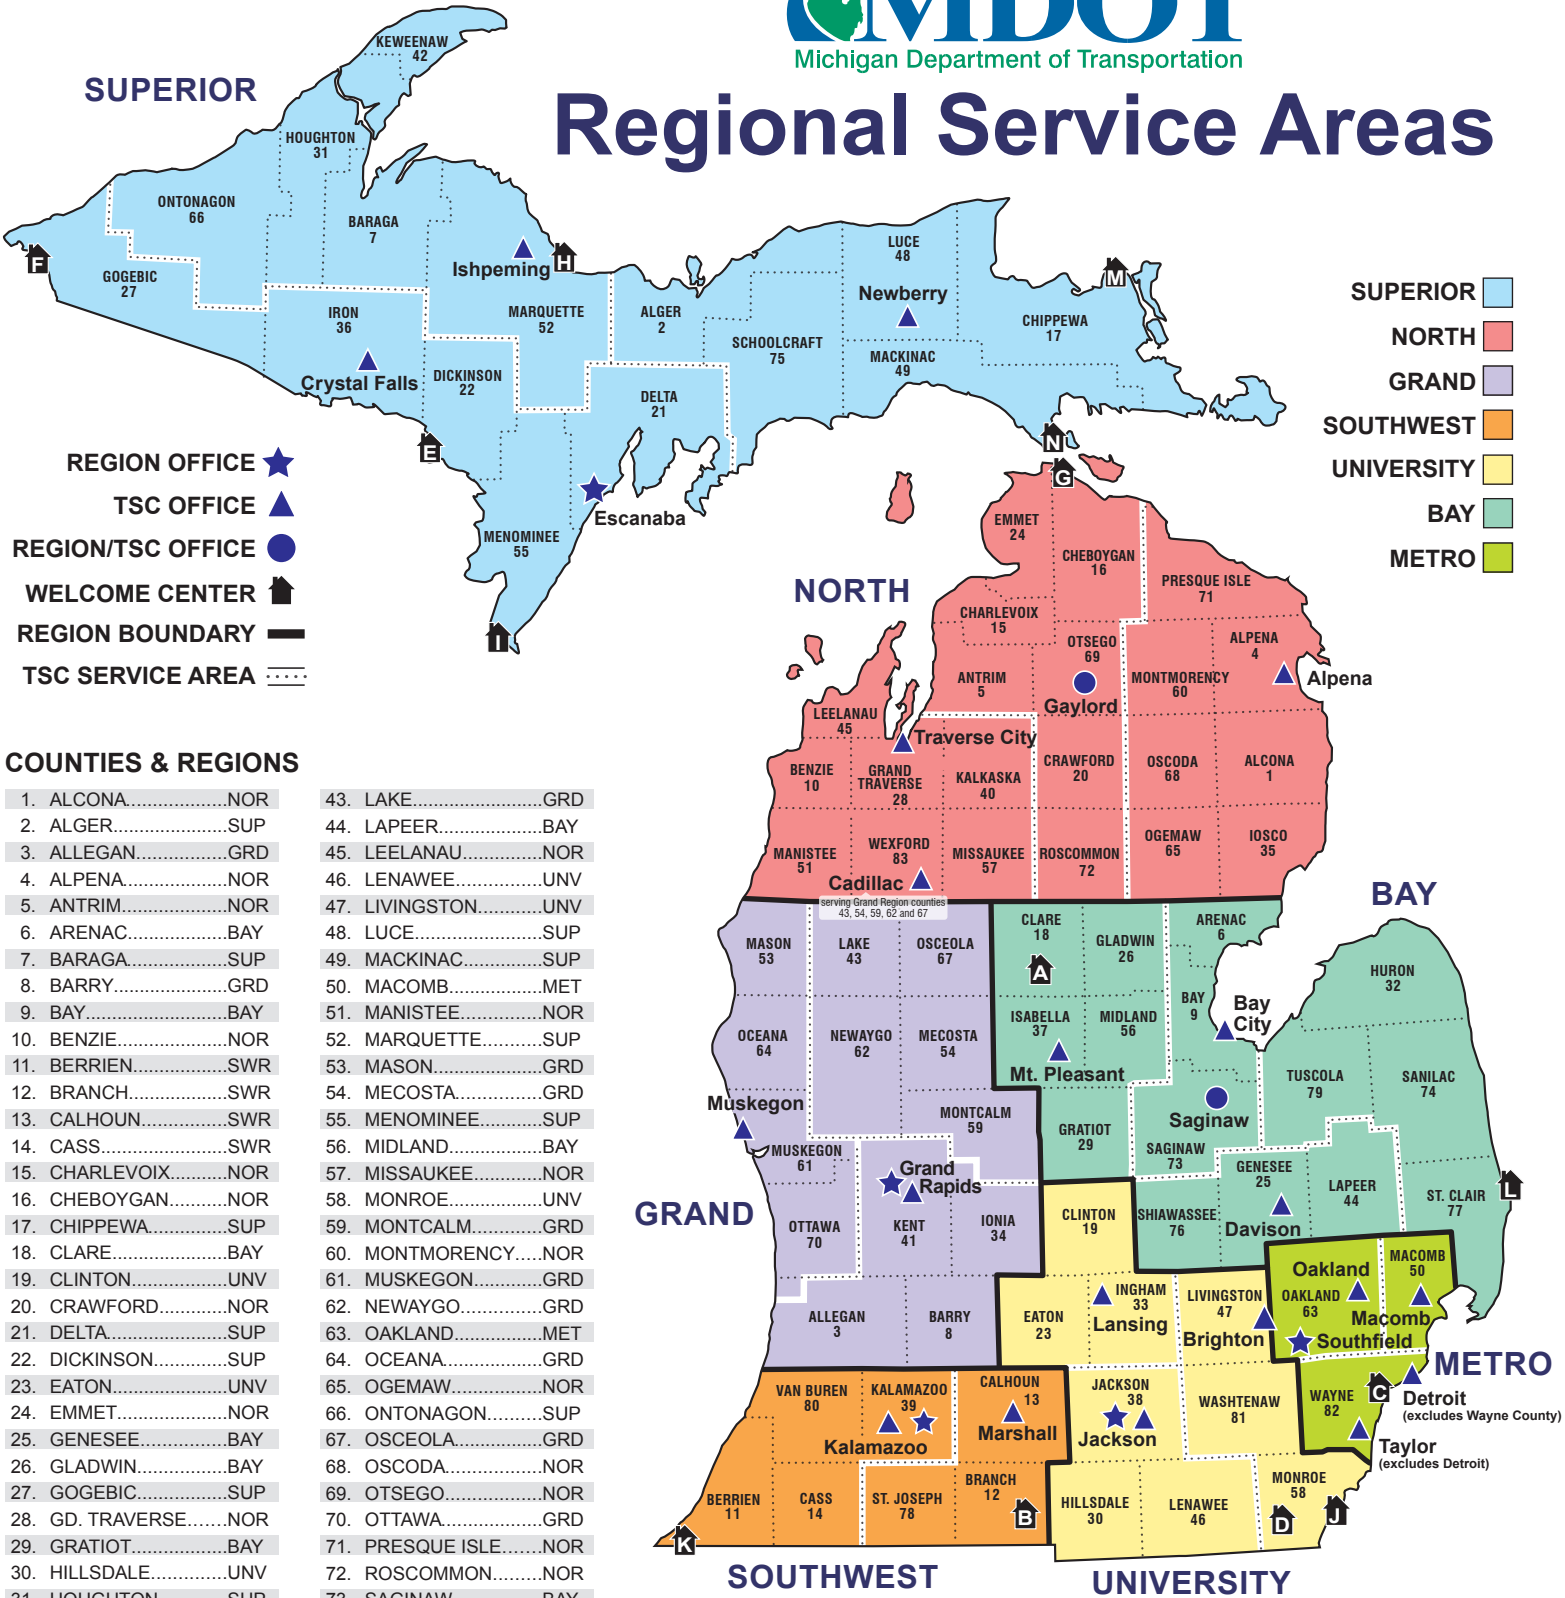 MDOT
Michigan Department of Transportation
Regional Service Areas
SUPERIOR
KEWEENAW
42
HOUGHTON
31
ONTONAGON
66
BARAGA
7
GOGEBIC
27
F
Ishpeming
H
IRON
36
MARQUETTE
52
ALGER
2
Crystal Falls
DICKINSON
22
DELTA
21
SCHOOLCRAFT
75
LUCE
48
Newberry
MACKINAC
49
CHIPPEWA
17
M
E
N
G
Escanaba
MENOMINEE
55
I
SUPERIOR
NORTH
GRAND
SOUTHWEST
UNIVERSITY
BAY
METRO
REGION OFFICE
TSC OFFICE
REGION/TSC OFFICE
WELCOME CENTER
REGION BOUNDARY
TSC SERVICE AREA
NORTH
EMMET
24
CHEBOYGAN
16
PRESQUE ISLE
71
CHARLEVOIX
15
OTSEGO
69
ALPENA
4
Alpena
ANTRIM
5
Gaylord
MONTMORENCY
60
LEELANAU
45
Traverse City
BENZIE
10
GRAND
TRAVERSE
28
KALKASKA
40
CRAWFORD
20
OSCODA
68
ALCONA
1
MANISTEE
51
WEXFORD
83
Cadillac
serving Grand Region counties
43, 54, 59, 62 and 67
MISSAUKEE
57
ROSCOMMON
72
OGEMAW
65
IOSCO
35
BAY
MASON
53
LAKE
43
OSCEOLA
67
CLARE
18
A
GLADWIN
26
ARENAC
6
HURON
32
OCEANA
64
NEWAYGO
62
MECOSTA
54
ISABELLA
37
Mt. Pleasant
MIDLAND
56
BAY
9
Bay
City
TUSCOLA
79
SANILAC
74
Muskegon
MUSKEGON
61
MONTCALM
59
GRATIOT
29
Saginaw
SAGINAW
73
GRAND
Grand
Rapids
OTTAWA
70
KENT
41
IONIA
34
CLINTON
19
SHIAWASSEE
76
GENESEE
25
Davison
LAPEER
44
ST. CLAIR
77
L
ALLEGAN
3
BARRY
8
EATON
23
INGHAM
33
Lansing
LIVINGSTON
47
Brighton
Oakland
OAKLAND
63
Southfield
MACOMB
50
Macomb
METRO
VAN BUREN
80
KALAMAZOO
39
Kalamazoo
CALHOUN
13
Marshall
JACKSON
38
Jackson
WASHTENAW
81
WAYNE
82
C
Detroit
(excludes Wayne County)
Taylor
(excludes Detroit)
BERRIEN
11
CASS
14
ST. JOSEPH
78
BRANCH
12
B
HILLSDALE
30
LENAWEE
46
MONROE
58
D
J
K
SOUTHWEST
UNIVERSITY
COUNTIES & REGIONS
1. ALCONA..................NOR
2. ALGER......................SUP
3. ALLEGAN.................GRD
4. ALPENA....................NOR
5. ANTRIM....................NOR
6. ARENAC...................BAY
7. BARAGA...................SUP
8. BARRY......................GRD
9. BAY...........................BAY
10. BENZIE.....................NOR
11. BERRIEN..................SWR
12. BRANCH..................SWR
13. CALHOUN................SWR
14. CASS........................SWR
15. CHARLEVOIX...........NOR
16. CHEBOYGAN...........NOR
17. CHIPPEWA...............SUP
18. CLARE......................BAY
19. CLINTON..................UNV
20. CRAWFORD.............NOR
21. DELTA.......................SUP
22. DICKINSON..............SUP
23. EATON......................UNV
24. EMMET.....................NOR
25. GENESEE.................BAY
26. GLADWIN.................BAY
27. GOGEBIC.................SUP
28. GD. TRAVERSE.......NOR
29. GRATIOT..................BAY
30. HILLSDALE...............UNV
31. HOUGHTON.............SUP
43. LAKE.........................GRD
44. LAPEER....................BAY
45. LEELANAU...............NOR
46. LENAWEE.................UNV
47. LIVINGSTON............UNV
48. LUCE.........................SUP
49. MACKINAC...............SUP
50. MACOMB..................MET
51. MANISTEE................NOR
52. MARQUETTE............SUP
53. MASON.....................GRD
54. MECOSTA.................GRD
55. MENOMINEE............SUP
56. MIDLAND..................BAY
57. MISSAUKEE.............NOR
58. MONROE..................UNV
59. MONTCALM..............GRD
60. MONTMORENCY.....NOR
61. MUSKEGON.............GRD
62. NEWAYGO................GRD
63. OAKLAND.................MET
64. OCEANA...................GRD
65. OGEMAW..................NOR
66. ONTONAGON..........SUP
67. OSCEOLA.................GRD
68. OSCODA...................NOR
69. OTSEGO...................NOR
70. OTTAWA....................GRD
71. PRESQUE ISLE.......NOR
72. ROSCOMMON.........NOR
73. SAGINAW..................BAY